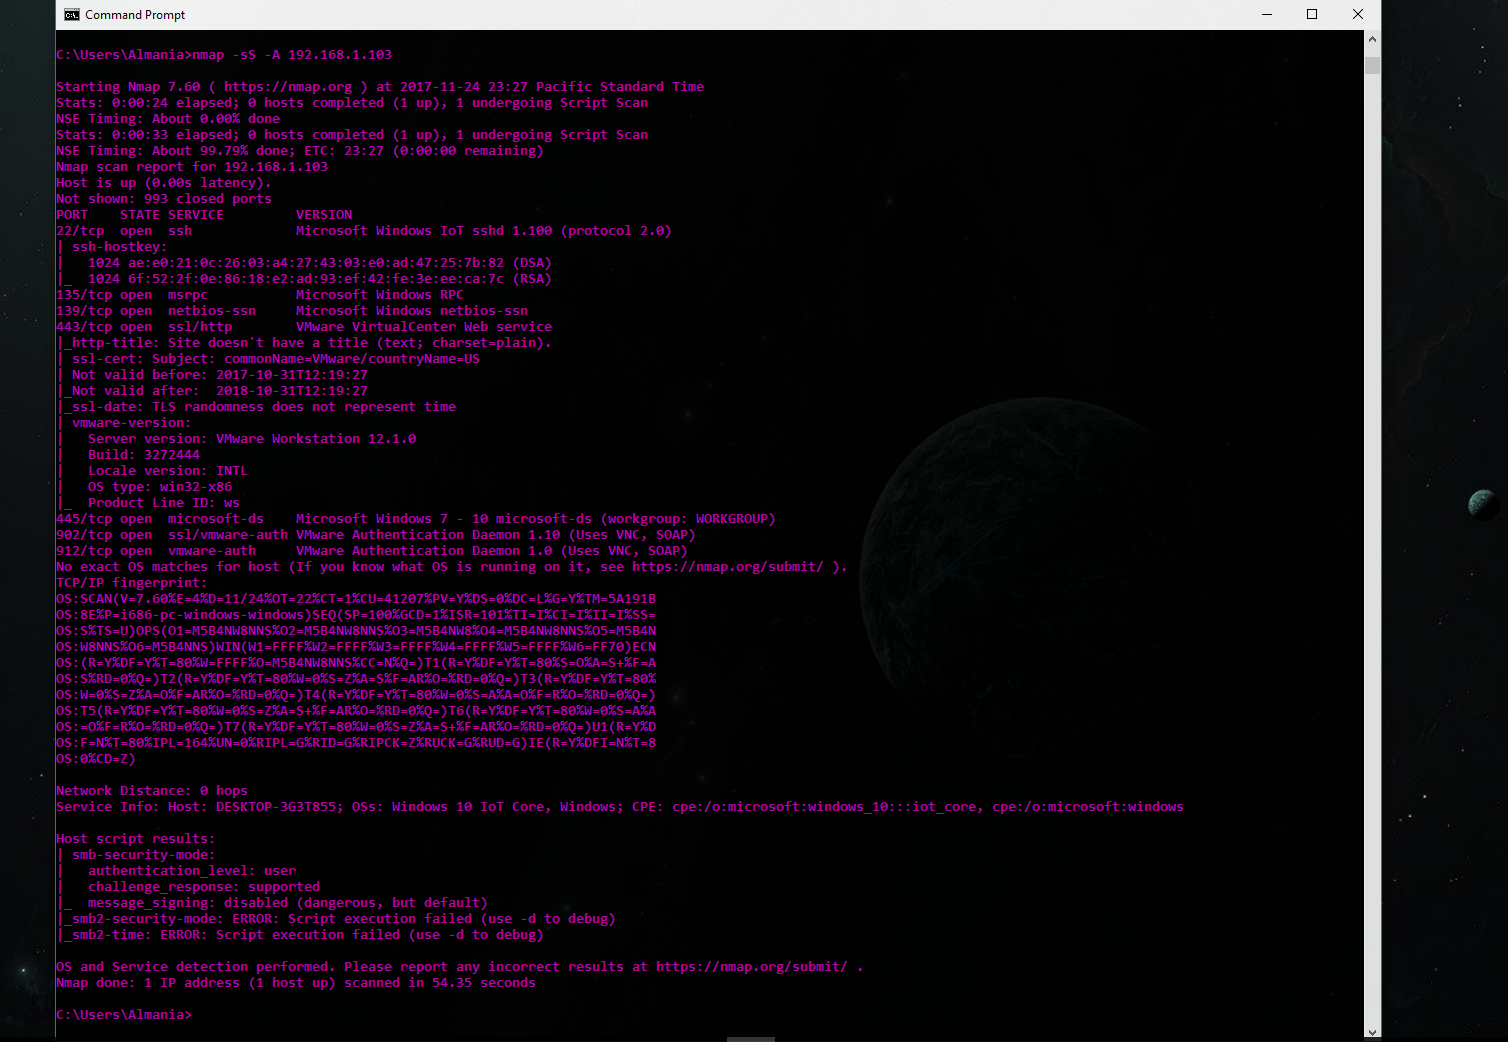 Command Prompt
C:\Users\Almania>nmap -sS -A 192.168.1.103
Starting Nmap 7.60 ( https://nmap.org ) at 2017-11-24 23:27 Pacific Standard Time
Stats: 0:00:24 elapsed; 0 hosts completed (1 up), 1 undergoing Script Scan
NSE Timing: About 0.00% done
Stats: 0:00:33 elapsed; 0 hosts completed (1 up), 1 undergoing Script Scan
NSE Timing: About 99.79% done; ETC: 23:27 (0:00:00 remaining)
Nmap scan report for 192.168.1.103
Host is up (0.00s latency).
Not shown: 993 closed ports
PORT    STATE SERVICE         VERSION
22/tcp  open  ssh             Microsoft Windows IoT sshd 1.100 (protocol 2.0)
| ssh-hostkey:
|   1024 ae:e0:21:0c:26:03:a4:27:43:03:e0:ad:47:25:7b:82 (DSA)
|_  1024 6f:52:2f:0e:86:18:e2:ad:93:ef:42:fe:3e:ee:ca:7c (RSA)
135/tcp open  msrpc           Microsoft Windows RPC
139/tcp open  netbios-ssn     Microsoft Windows netbios-ssn
443/tcp open  ssl/http        VMware VirtualCenter Web service
|_http-title: Site doesn't have a title (text; charset=plain).
| ssl-cert: Subject: commonName=VMware/countryName=US
| Not valid before: 2017-10-31T12:19:27
|_Not valid after:  2018-10-31T12:19:27
|_ssl-date: TLS randomness does not represent time
| vmware-version:
|   Server version: VMware Workstation 12.1.0
|   Build: 3272444
|   Locale version: INTL
|   OS type: win32-x86
|_  Product Line ID: ws
445/tcp open  microsoft-ds    Microsoft Windows 7 - 10 microsoft-ds (workgroup: WORKGROUP)
902/tcp open  ssl/vmware-auth VMware Authentication Daemon 1.10 (Uses VNC, SOAP)
912/tcp open  vmware-auth     VMware Authentication Daemon 1.0 (Uses VNC, SOAP)
No exact OS matches for host (If you know what OS is running on it, see https://nmap.org/submit/ ).
TCP/IP fingerprint:
OS:SCAN(V=7.60%E=4%D=11/24%OT=22%CT=1%CU=41207%PV=Y%DS=0%DC=L%G=Y%TM=5A191B
OS:8E%P=i686-pc-windows-windows)SEQ(SP=100%GCD=1%ISR=101%TI=I%CI=I%II=I%SS=
OS:S%TS=U)OPS(O1=M5B4NW8NNS%O2=M5B4NW8NNS%O3=M5B4NW8%O4=M5B4NW8NNS%O5=M5B4N
OS:W8NNS%O6=M5B4NNS)WIN(W1=FFFF%W2=FFFF%W3=FFFF%W4=FFFF%W5=FFFF%W6=FF70)ECN
OS:(R=Y%DF=Y%T=80%W=FFFF%O=M5B4NW8NNS%CC=N%Q=)T1(R=Y%DF=Y%T=80%S=O%A=S+%F=A
OS:S%RD=0%Q=)T2(R=Y%DF=Y%T=80%W=0%S=Z%A=S%F=AR%O=%RD=0%Q=)T3(R=Y%DF=Y%T=80%
OS:W=0%S=Z%A=O%F=AR%O=%RD=0%Q=)T4(R=Y%DF=Y%T=80%W=0%S=A%A=O%F=R%O=%RD=0%Q=)
OS:T5(R=Y%DF=Y%T=80%W=0%S=Z%A=S+%F=AR%O=%RD=0%Q=)T6(R=Y%DF=Y%T=80%W=0%S=A%A
OS:=O%F=R%O=%RD=0%Q=)T7(R=Y%DF=Y%T=80%W=0%S=Z%A=S+%F=AR%O=%RD=0%Q=)U1(R=Y%D
OS:F=N%T=80%IPL=164%UN=0%RIPL=G%RID=G%RIPCK=Z%RUCK=G%RUD=G)IE(R=Y%DFI=N%T=8
OS:0%CD=Z)
Network Distance: 0 hops
Service Info: Host: DESKTOP-3G3T855; OSs: Windows 10 IoT Core, Windows; CPE: cpe:/o:microsoft:windows_10:::iot_core, cpe:/o:microsoft:windows
Host script results:
| smb-security-mode:
|   authentication_level: user
|   challenge_response: supported
|_  message_signing: disabled (dangerous, but default)
|_smb2-security-mode: ERROR: Script execution failed (use -d to debug)
|_smb2-time: ERROR: Script execution failed (use -d to debug)
OS and Service detection performed. Please report any incorrect results at https://nmap.org/submit/ .
Nmap done: 1 IP address (1 host up) scanned in 54.35 seconds
C:\Users\Almania>